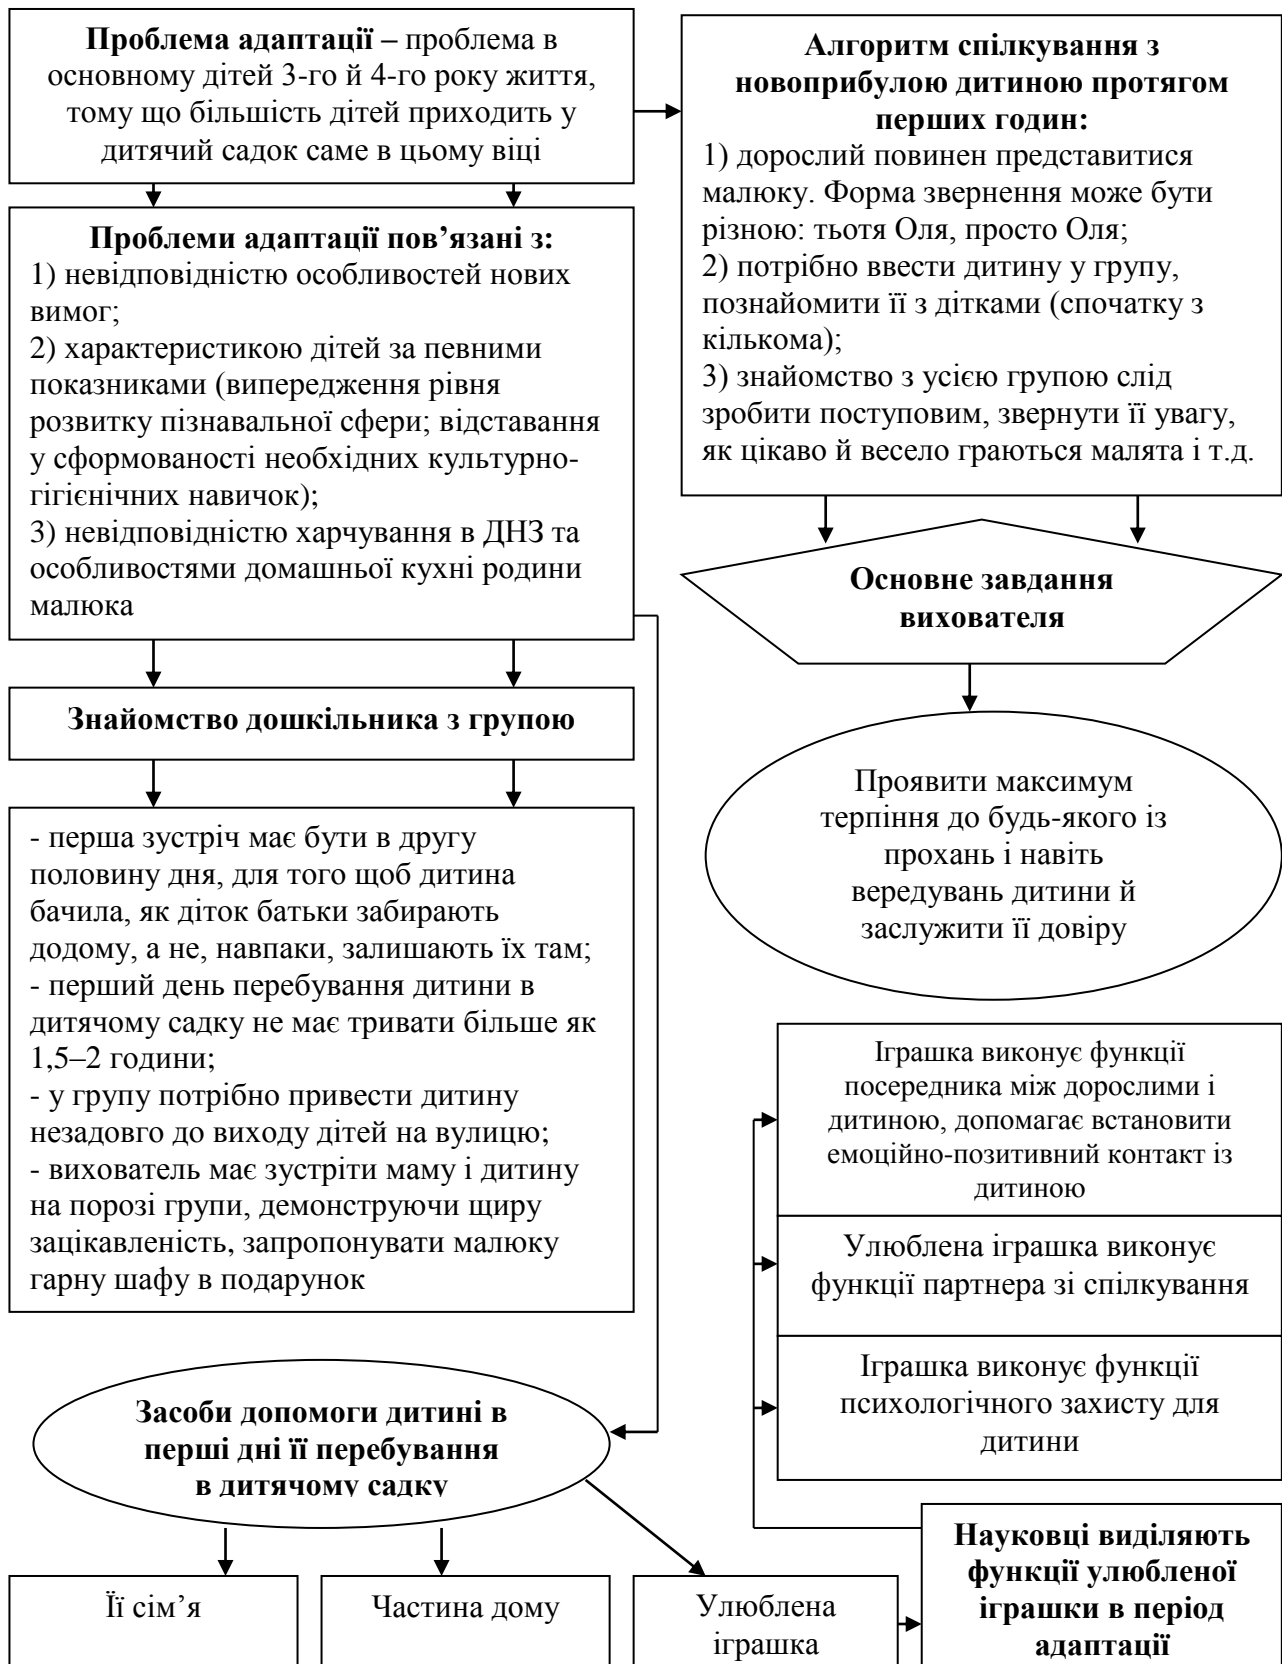 Проблема адаптації – проблема в
основному дітей 3-го й 4-го року життя,
тому що більшість дітей приходить у
дитячий садок саме в цьому віці
Проблеми адаптації пов’язані з:
1) невідповідністю особливостей нових
вимог;
2) характеристикою дітей за певними
показниками (випередження рівня
розвитку пізнавальної сфери; відставання
у сформованості необхідних культурно-
гігієнічних навичок);
3) невідповідністю харчування в ДНЗ та
особливостями домашньої кухні родини
малюка
Знайомство дошкільника з групою
- перша зустріч має бути в другу
половину дня, для того щоб дитина
бачила, як діток батьки забирають
додому, а не, навпаки, залишають їх там;
- перший день перебування дитини в
дитячому садку не має тривати більше як
1,5–2 години;
- у групу потрібно привести дитину
незадовго до виходу дітей на вулицю;
- вихователь має зустріти маму і дитину
на порозі групи, демонструючи щиру
зацікавленість, запропонувати малюку
гарну шафу в подарунок
Алгоритм спілкування з
новоприбулою дитиною протягом
перших годин:
1) дорослий повинен представитися
малюку. Форма звернення може бути
різною: тьотя Оля, просто Оля;
2) потрібно ввести дитину у групу,
познайомити її з дітками (спочатку з
кількома);
3) знайомство з усією групою слід
зробити поступовим, звернути її увагу,
як цікаво й весело граються малята і т.д.
Основне завдання
вихователя
Проявити максимум
терпіння до будь-якого із
прохань і навіть
вередувань дитини й
заслужити її довіру
Іграшка виконує функції
посередника між дорослими і
дитиною, допомагає встановити
емоційно-позитивний контакт із
дитиною
Улюблена іграшка виконує
функції партнера зі спілкування
Іграшка виконує функції
психологічного захисту для
дитини
Засоби допомоги дитині в
перші дні її перебування
в дитячому садку
Її сім’я
Частина дому
Улюблена
іграшка
Науковці виділяють
функції улюбленої
іграшки в період
адаптації